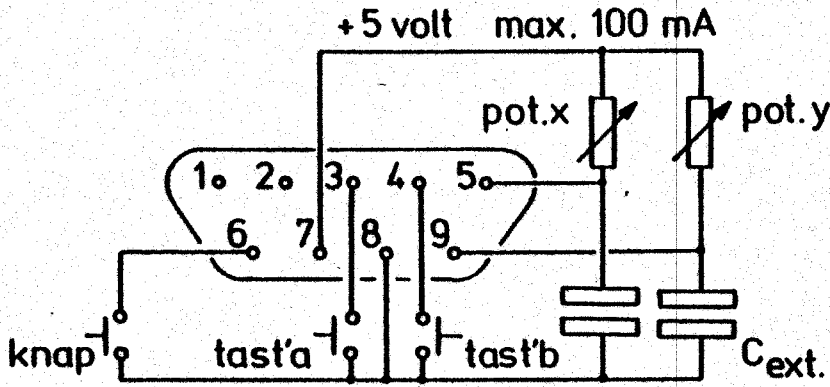 +5 volt max. 100 mA
pot.x pot.y
1 2 3 4 5
6 7 8 9
knap tast'a tast'b Cext.